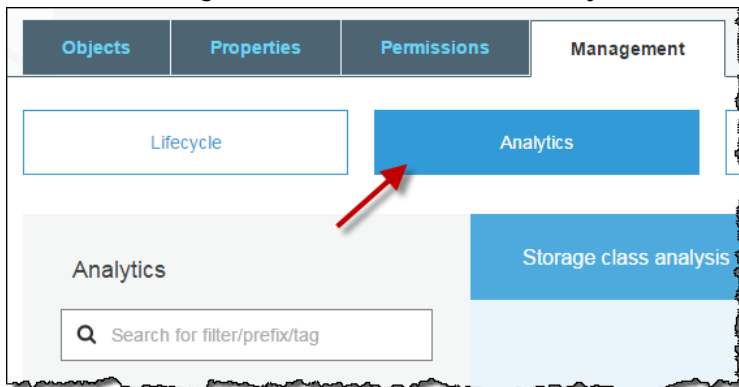 Objects Properties Permissions Management
Lifecycle Analytics
Storage class analysis
Analytics
Search for filter/prefix/tag